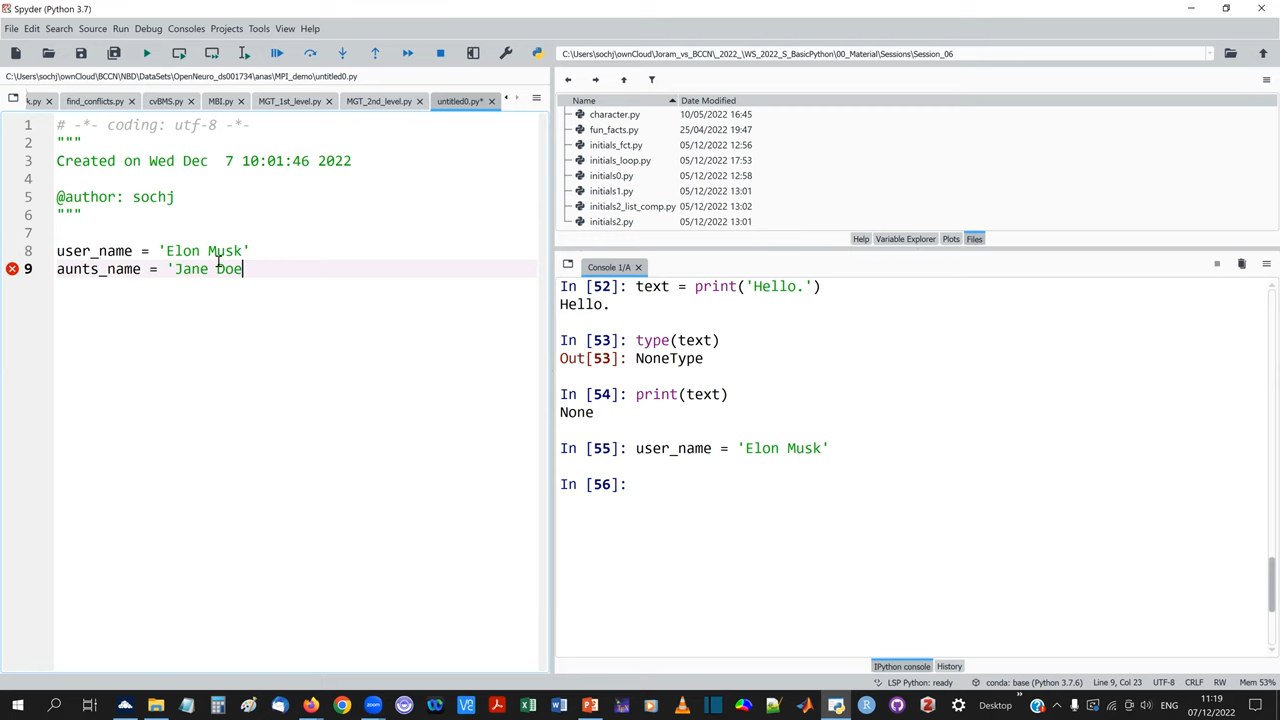 Spyder (Python 3.7)
File Edit Search Source Run Debug Consoles Projects Tools View Help
C:\Users\sochj\ownCloud\Joram_vs_BCCN\_2022_\WS_2022_S_BasicPython\00_Material\Sessions\Session_06
C:\Users\sochj\ownCloud\BCCN\NBD\DataSets\OpenNeuro_ds001734\anas\MPI_demo\untitled0.py
k.py find_conflicts.py cvBMS.py MBI.py MGT_1st_level.py MGT_2nd_level.py untitled0.py*
1 # -*- coding: utf-8 -*-
2 """
3 Created on Wed Dec  7 10:01:46 2022
4
5 @author: sochj
6 """
7
8 user_name = 'Elon Musk'
9 aunts_name = 'Jane Doe
Name Date Modified
character.py 10/05/2022 16:45
fun_facts.py 25/04/2022 19:47
initials_fct.py 05/12/2022 12:56
initials_loop.py 05/12/2022 17:53
initials0.py 05/12/2022 12:58
initials1.py 05/12/2022 13:01
initials2_list_comp.py 05/12/2022 13:02
initials2.py 05/12/2022 13:01
Help Variable Explorer Plots Files
Console 1/A
In [52]: text = print('Hello.')
Hello.
In [53]: type(text)
Out[53]: NoneType
In [54]: print(text)
None
In [55]: user_name = 'Elon Musk'
In [56]:
IPython console History
LSP Python: ready conda: base (Python 3.7.6) Line 9, Col 23 UTF-8 CRLF RW Mem 53%
zoom Desktop ENG 11:19
07/12/2022